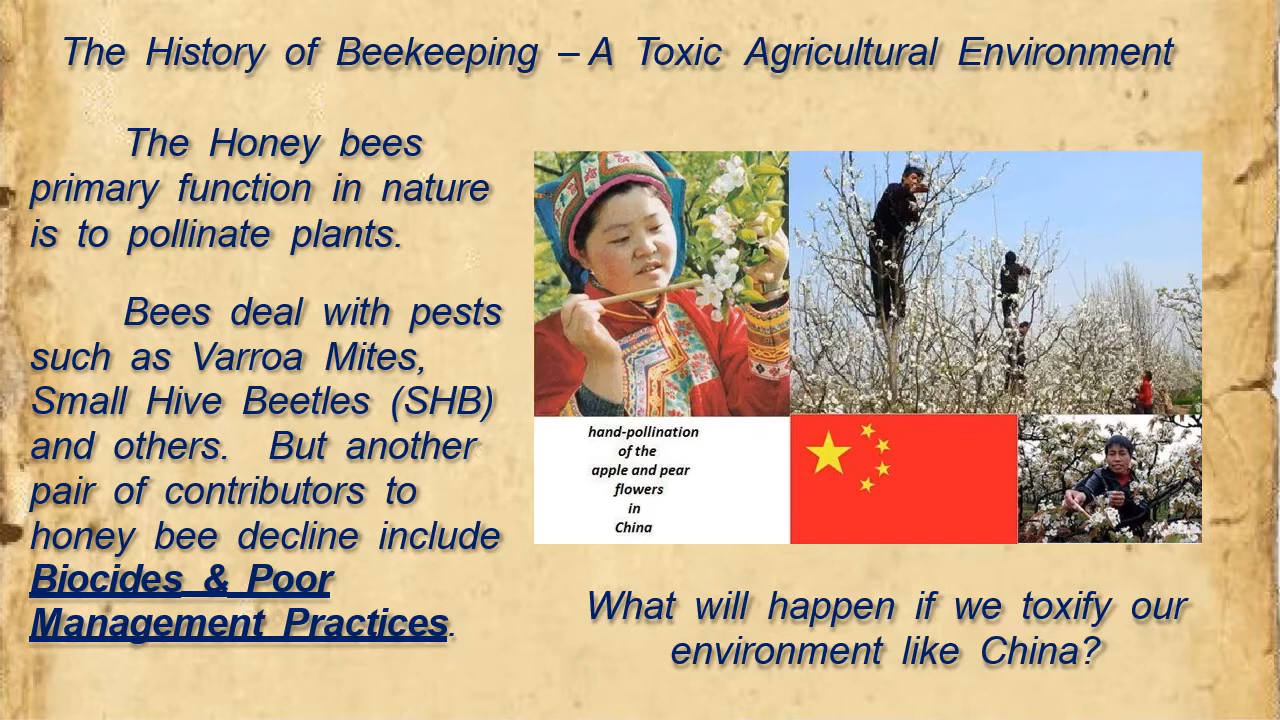 The History of Beekeeping – A Toxic Agricultural Environment
The Honey bees
primary function in nature
is to pollinate plants.
Bees deal with pests
such as Varroa Mites,
Small Hive Beetles (SHB)
and others. But another
pair of contributors to
honey bee decline include
Biocides & Poor
Management Practices.
hand-pollination
of the
apple and pear
flowers
in
China
What will happen if we toxify our
environment like China?